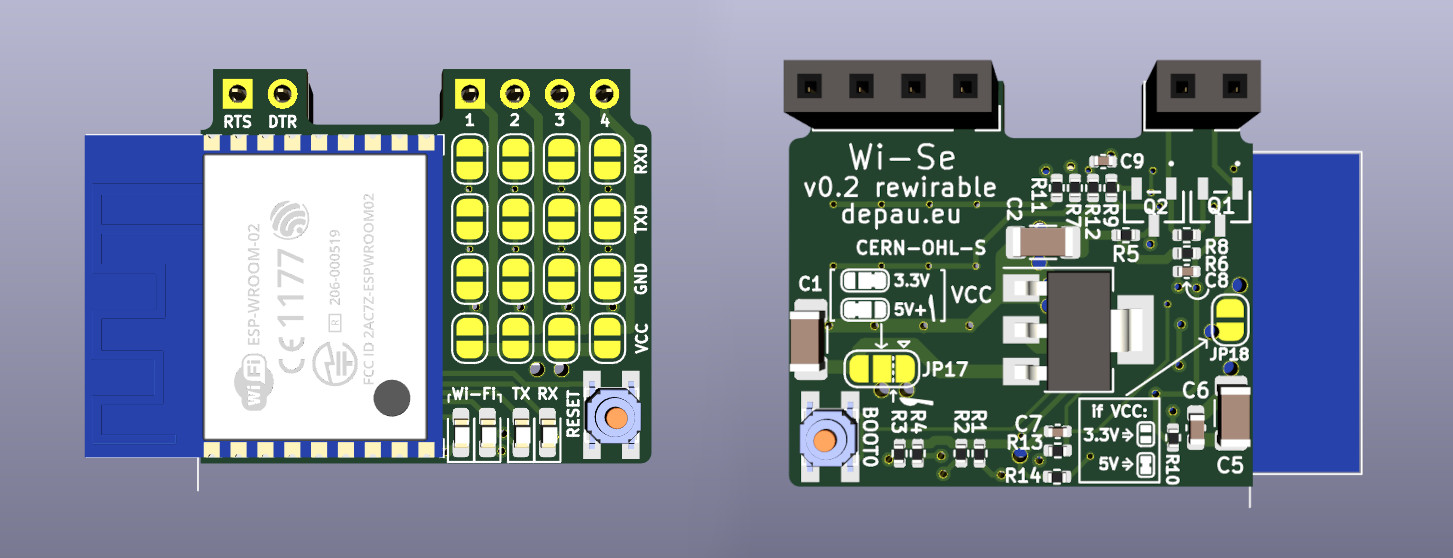 RTS DTR
1 2 3 4
RXD
TXD
GND
VCC
Wi Fi ESP-WROOM-02
CE1177
R 206-000519
FCC ID 2AC7Z-ESPWROOM02
Wi-Fi TX RX
RESET
Wi-Se
v0.2 rewirable
depau.eu
CERN-OHL-S
C9
R11
R7
R12
R9
C2
Q2
Q1
R5
R8
R6
C8
C1
3.3V
5V+
VCC
JP17
JP18
BOOT0
R3
R4
R2
R1
C7
R13
R14
if VCC:
3.3V
5V
R10
C6
C5